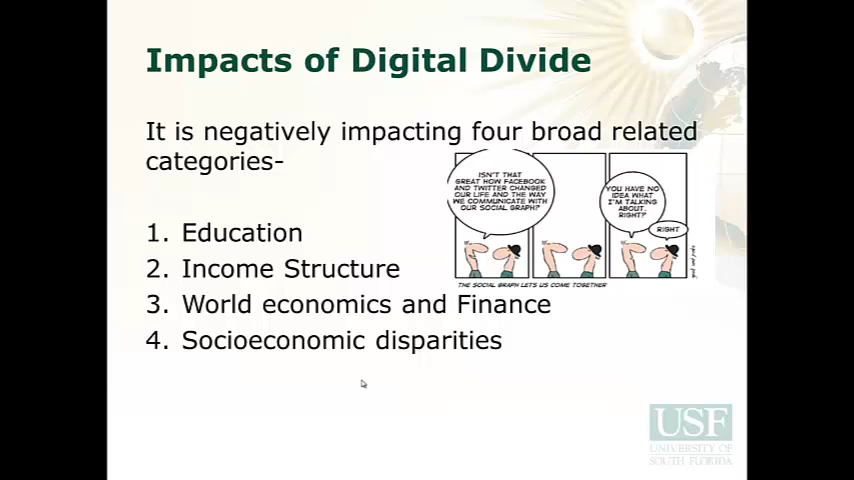 Impacts of Digital Divide
It is negatively impacting four broad related
categories-
ISN'T THAT
GREAT HOW FACEBOOK
AND TWITTER CHANGED
OUR LIFE AND THE WAY
WE COMMUNICATE WITH
OUR SOCIAL GRAPH?
YOU HAVE NO
IDEA WHAT
I'M TALKING
ABOUT,
RIGHT?
RIGHT
THE SOCIAL GRAPH LETS US COME TOGETHER
1. Education
2. Income Structure
3. World economics and Finance
4. Socioeconomic disparities
USF
UNIVERSITY OF
SOUTH FLORIDA